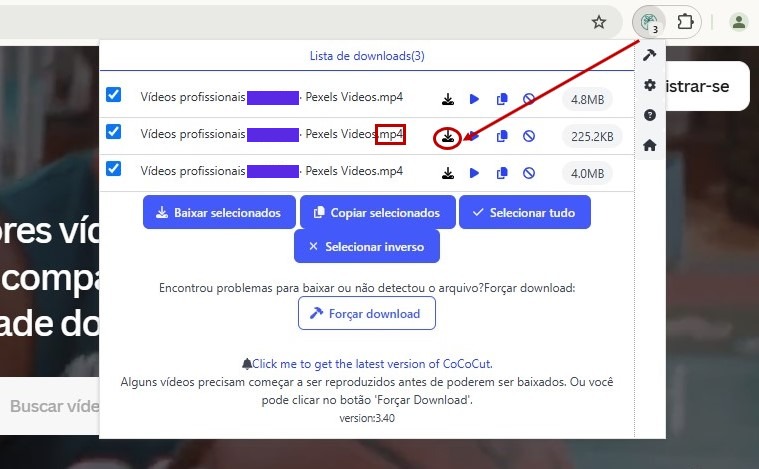 3
Lista de downloads(3)
istrar-se
Vídeos profissionais · Pexels Videos.mp4
4.8MB
Vídeos profissionais · Pexels Videos.mp4
225.2KB
Vídeos profissionais · Pexels Videos.mp4
4.0MB
Baixar selecionados
Copiar selecionados
Selecionar tudo
Selecionar inverso
ores víd
compa
ade do
Encontrou problemas para baixar ou não detectou o arquivo?Forçar download:
Forçar download
Click me to get the latest version of CoCoCut.
Alguns vídeos precisam começar a ser reproduzidos antes de poderem ser baixados. Ou você
pode clicar no botão 'Forçar Download'.
Buscar víde
version:3.40